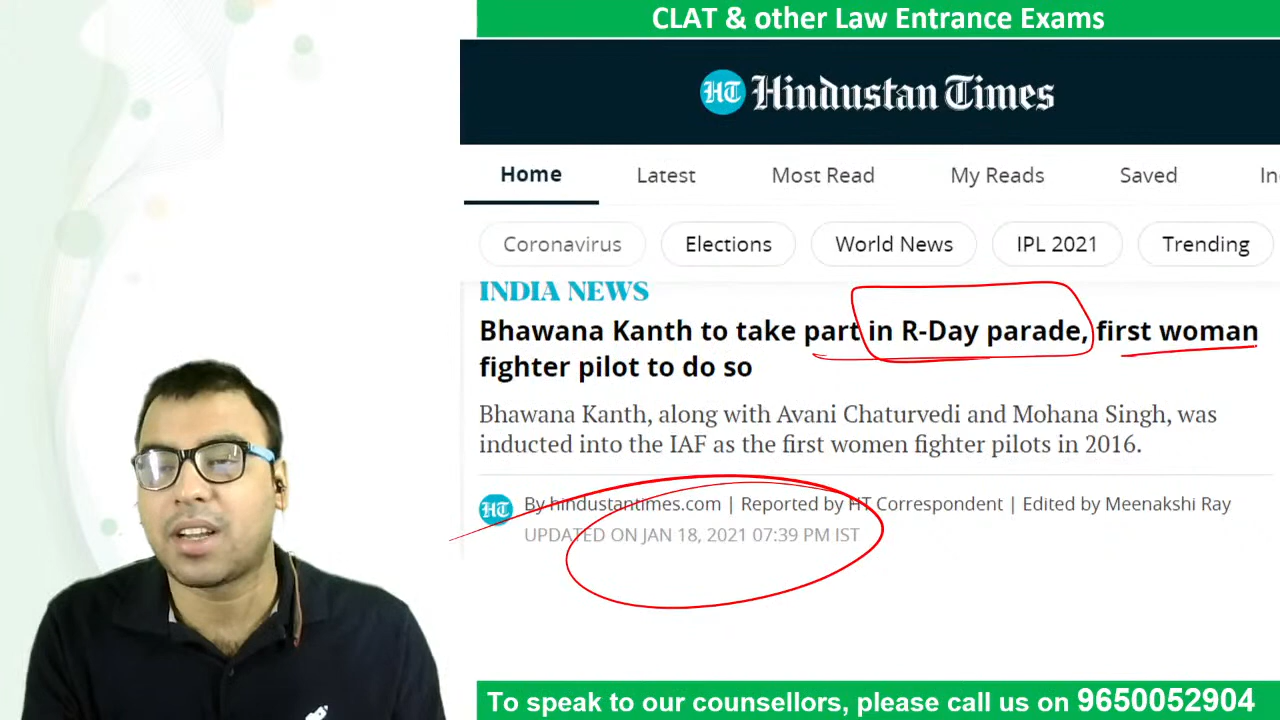 CLAT & other Law Entrance Exams
HT Hindustan Times
Home Latest Most Read My Reads Saved In
Coronavirus Elections World News IPL 2021 Trending
INDIA NEWS
Bhawana Kanth to take part in R-Day parade, first woman
fighter pilot to do so
Bhawana Kanth, along with Avani Chaturvedi and Mohana Singh, was
inducted into the IAF as the first women fighter pilots in 2016.
HT By hindustantimes.com | Reported by HT Correspondent | Edited by Meenakshi Ray
UPDATED ON JAN 18, 2021 07:39 PM IST
To speak to our counsellors, please call us on 9650052904